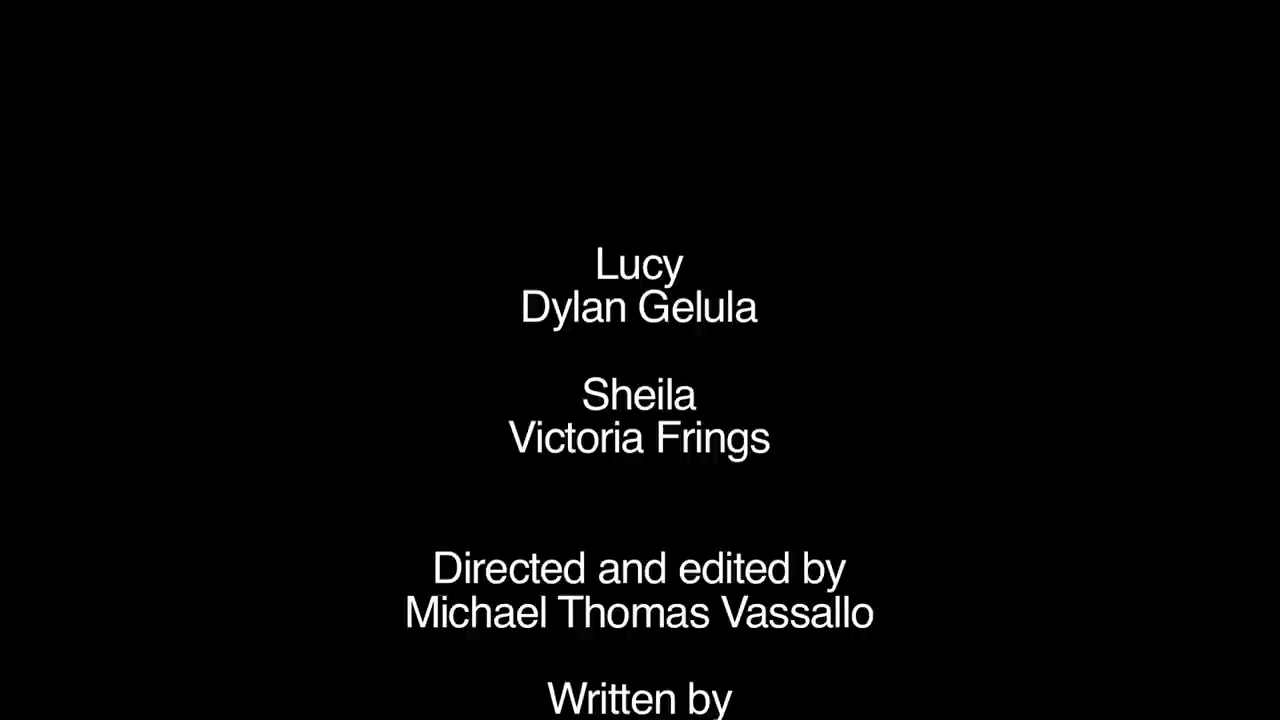 Lucy
Dylan Gelula
Sheila
Victoria Frings
Directed and edited by
Michael Thomas Vassallo
Written by